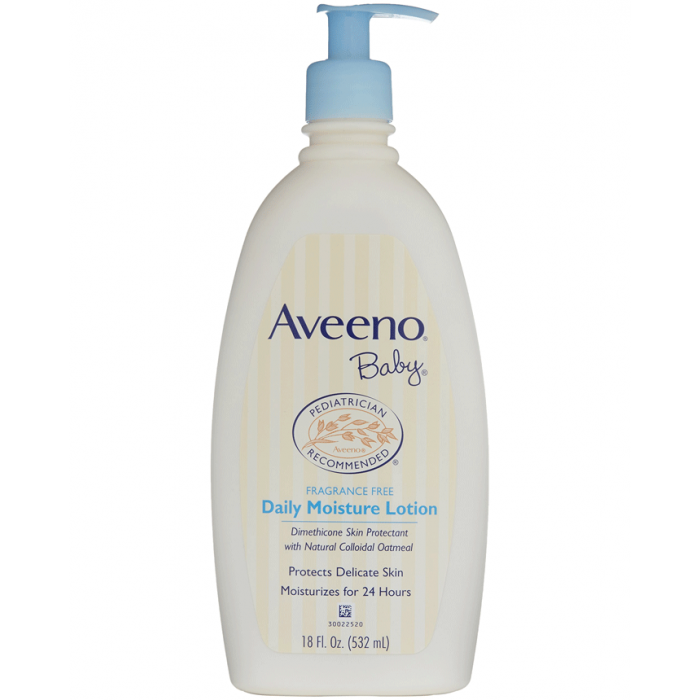 Aveeno®
Baby®
PEDIATRICIAN
Aveeno®
RECOMMENDED®
FRAGRANCE FREE
Daily Moisture Lotion
Dimethicone Skin Protectant
with Natural Colloidal Oatmeal
Protects Delicate Skin
Moisturizes for 24 Hours
30022520
18 Fl. Oz. (532 mL)